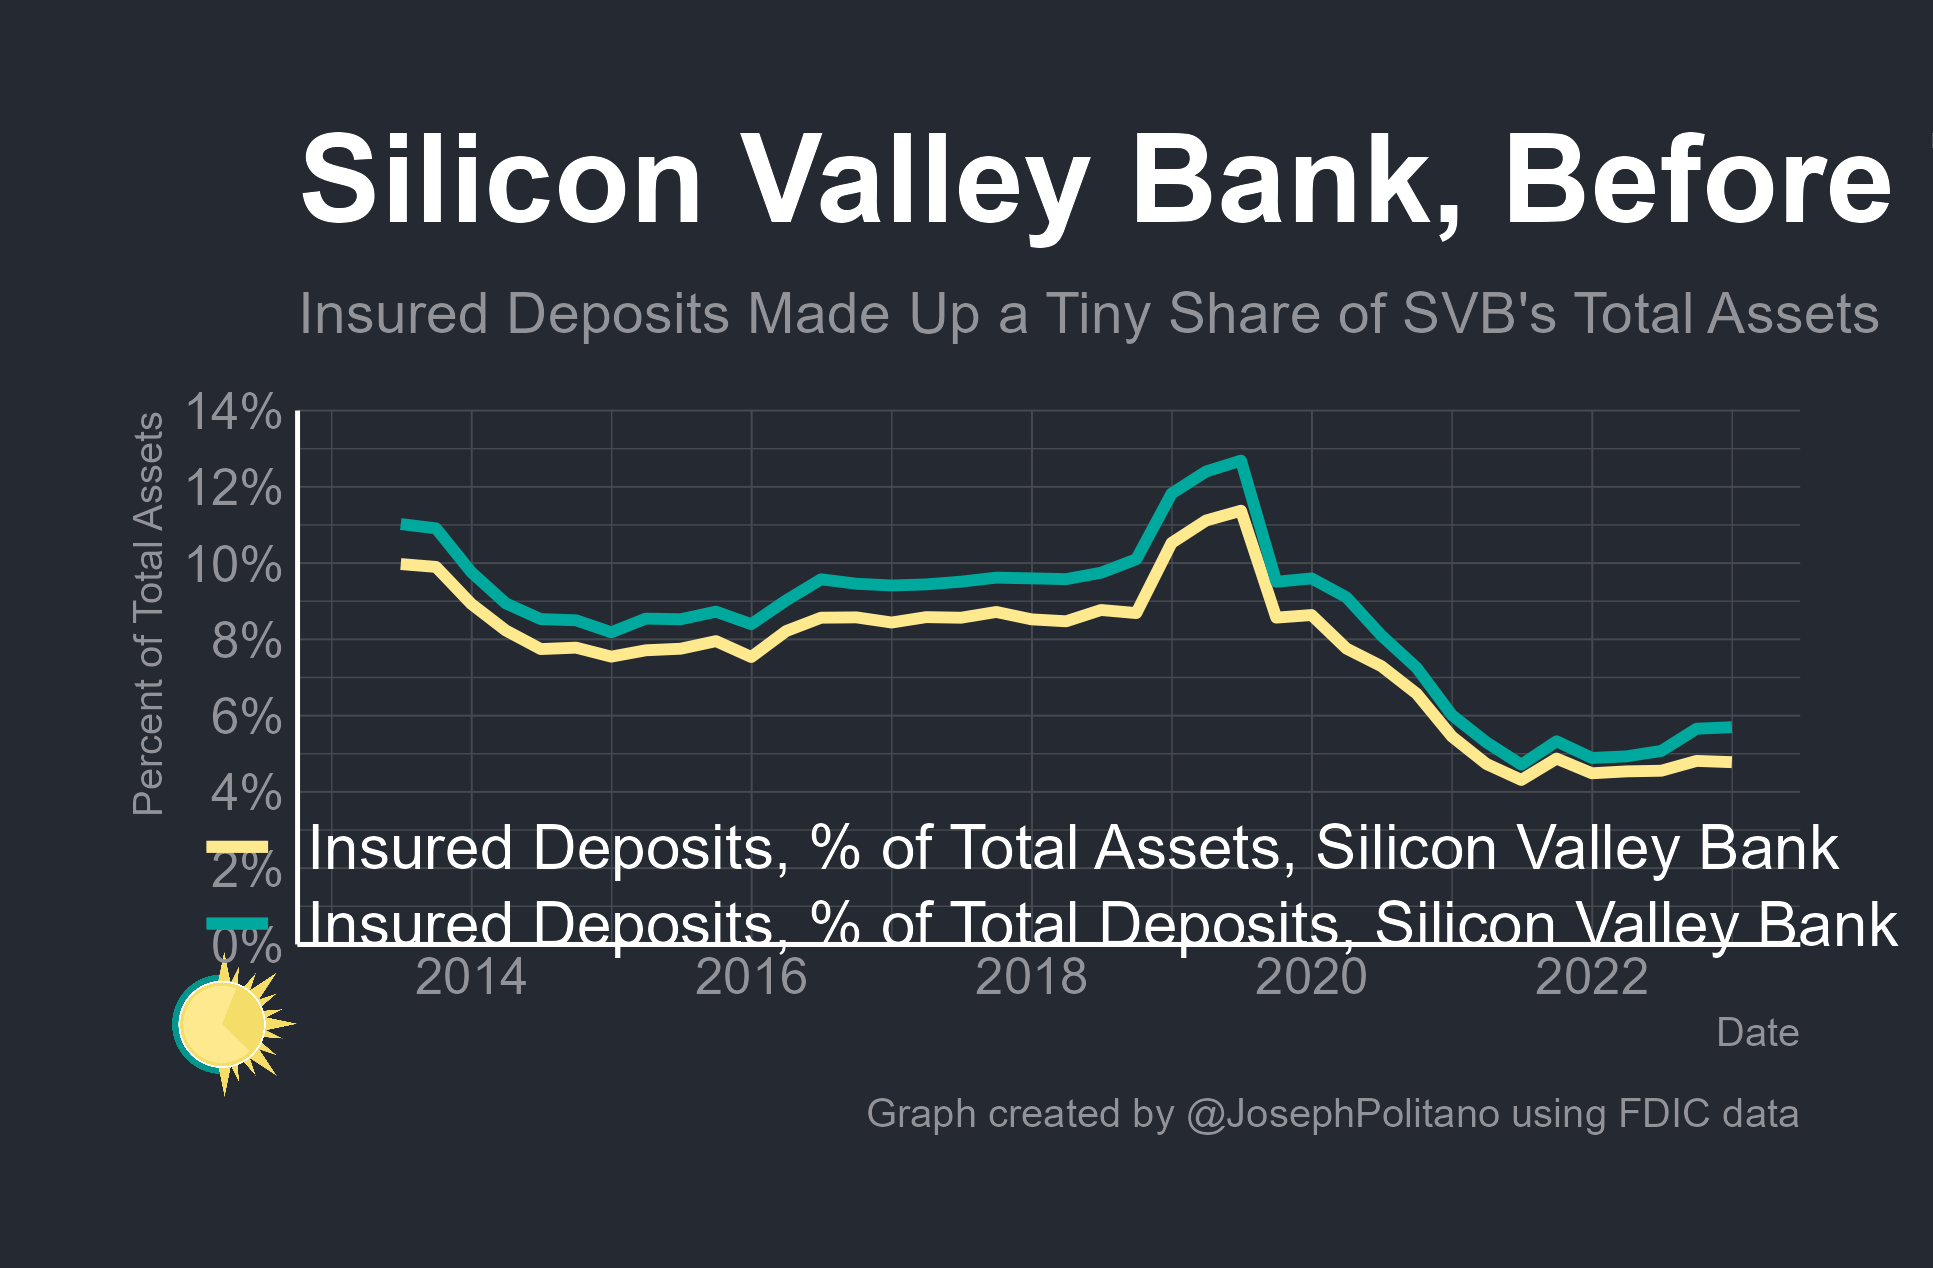 Silicon Valley Bank, Before
Insured Deposits Made Up a Tiny Share of SVB's Total Assets
Percent of Total Assets
14%
12%
10%
8%
6%
4%
2%
0%
Insured Deposits, % of Total Assets, Silicon Valley Bank
Insured Deposits, % of Total Deposits, Silicon Valley Bank
2014 2016 2018 2020 2022
Date
Graph created by @JosephPolitano using FDIC data